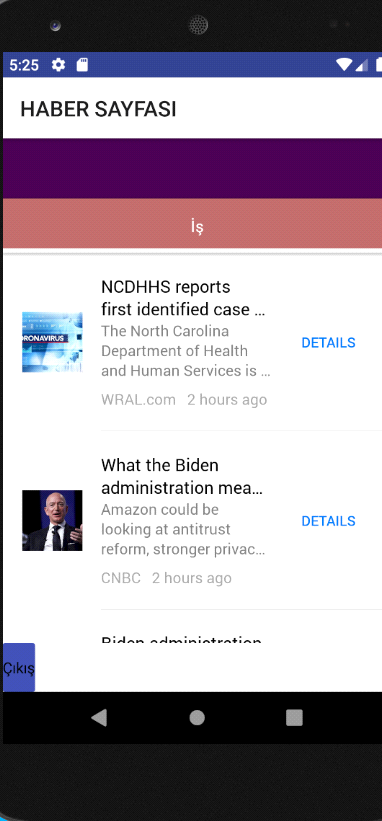 5:25
HABER SAYFASI
İş
NCDHHS reports
first identified case ...
The North Carolina
Department of Health
and Human Services is ...
WRAL.com 2 hours ago
DETAILS
ORONAVIRUS
What the Biden
administration mea...
Amazon could be
looking at antitrust
reform, stronger privac...
CNBC 2 hours ago
DETAILS
Biden administration
Çıkış